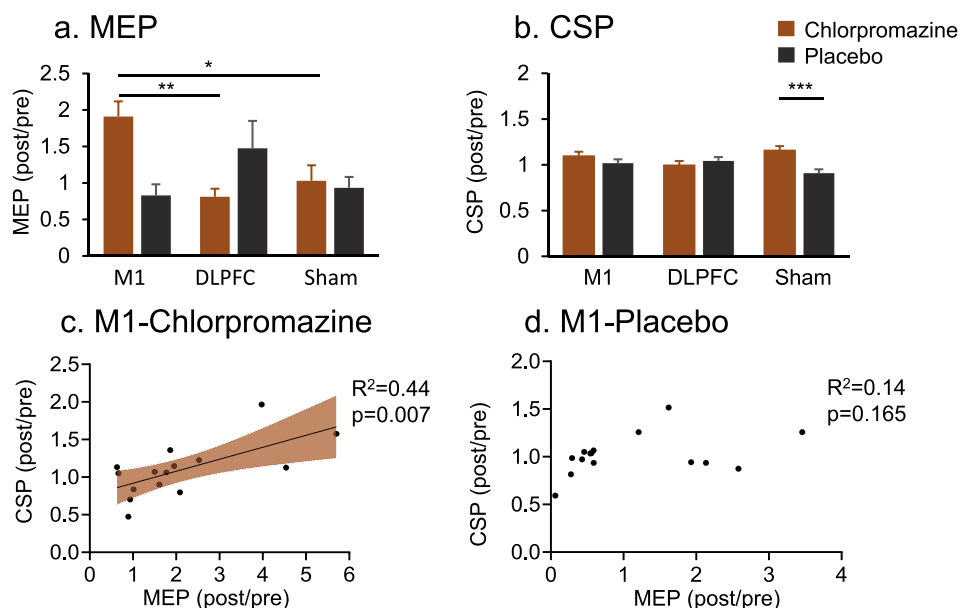 a. MEP
b. CSP
Chlorpromazine
Placebo
MEP (post/pre)
2.5
2
1.5
1
0.5
0
*
**
M1
DLPFC
Sham
CSP (post/pre)
2
1.5
1
0.5
0
***
M1
DLPFC
Sham
c. M1-Chlorpromazine
CSP (post/pre)
2.5
2.0
1.5
1.0
0.5
0.0
R²=0.44
p=0.007
0 1 2 3 4 5 6
MEP (post/pre)
d. M1-Placebo
CSP (post/pre)
2.0
1.5
1.0
0.5
0.0
R²=0.14
p=0.165
0 1 2 3 4
MEP (post/pre)